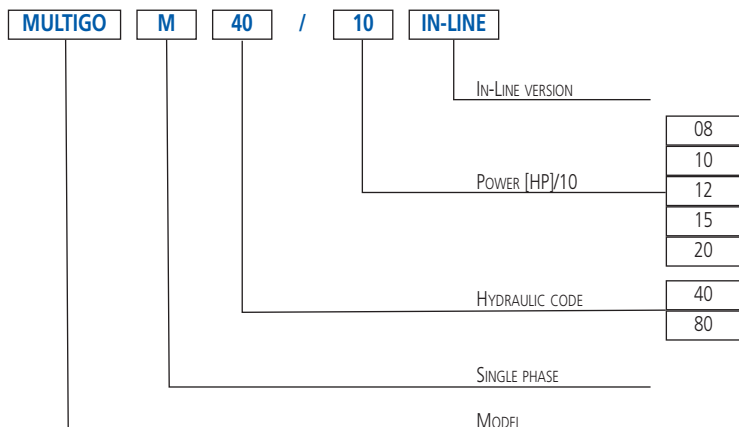 MULTIGO M 40 / 10 IN-LINE
In-Line version
08
10
Power [HP]/10
12
15
20
Hydraulic code
40
80
Single phase
Model